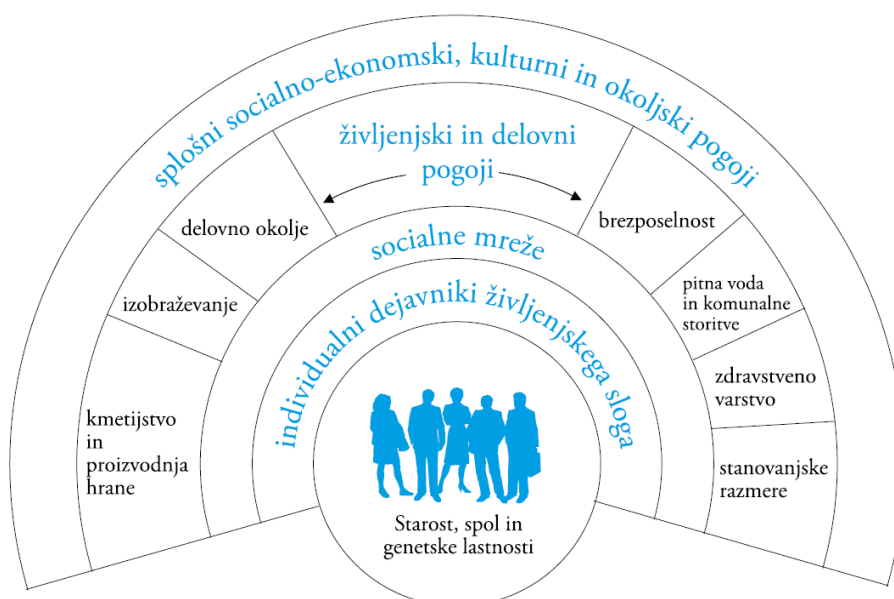 splošni socialno-ekonomski, kulturni in okoljski pogoji
življenjski in delovni
pogoji
delovno okolje
brezposelnost
socialne mreže
izobraževanje
pitna voda
in komunalne
storitve
individualni dejavniki življenjskega sloga
zdravstveno
varstvo
kmetijstvo
in
proizvodnja
hrane
stanovanjske
razmere
Starost, spol in
genetske lastnosti